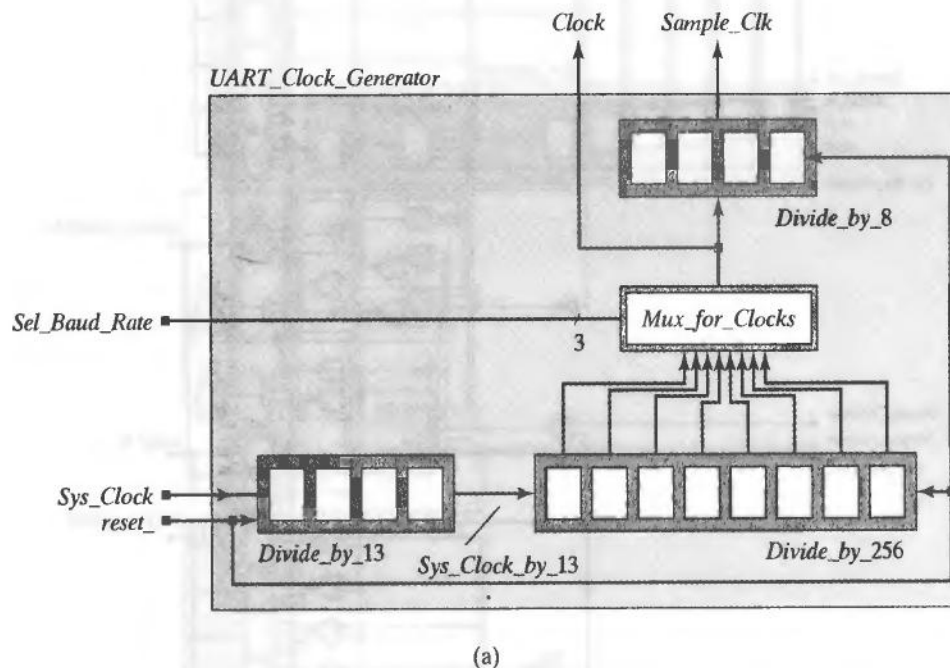 Clock
Sample_Clk
UART_Clock_Generator
Divide_by_8
Sel_Baud_Rate
3
Mux_for_Clocks
Sys_Clock
reset_
Divide_by_13
Sys_Clock_by_13
Divide_by_256
(a)